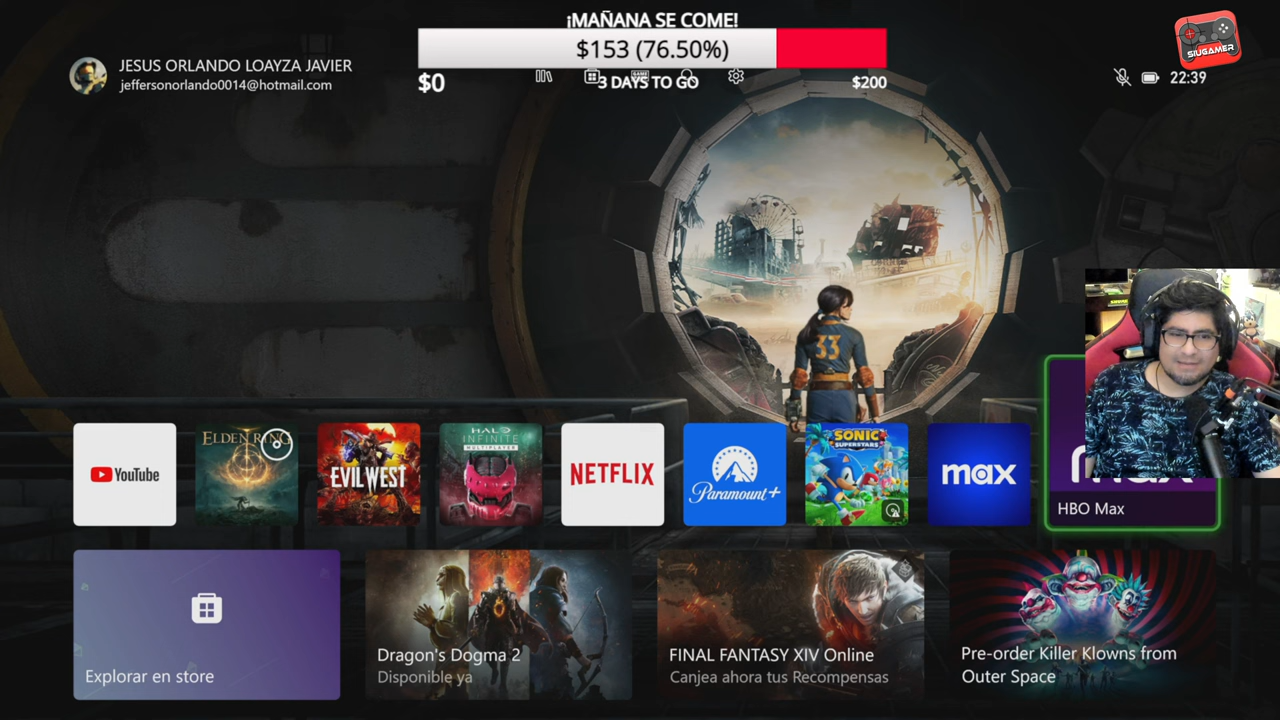 ¡MAÑANA SE COME!
$153 (76.50%)
$0
3 DAYS TO GO
$200
JESUS ORLANDO LOAYZA JAVIER
jeffersonorlando0014@hotmail.com
SIUGAMER
22:39
33
YouTube
ELDEN RING
EVIL WEST
HALO
INFINITE
MULTIPLAYER
NETFLIX
Paramount+
SONIC
SUPERSTARS
max
HBO Max
Explorar en store
Dragon's Dogma 2
Disponible ya
FINAL FANTASY XIV Online
Canjea ahora tus Recompensas
Pre-order Killer Klowns from
Outer Space